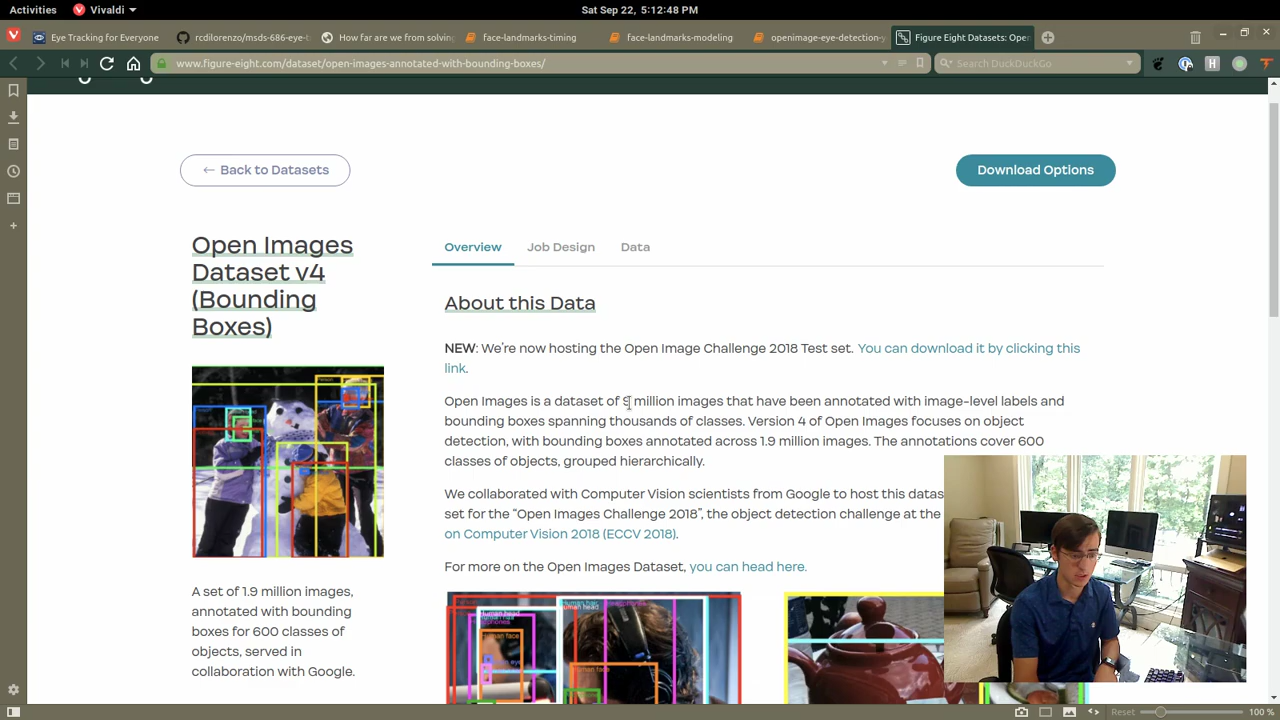 Activities
Vivaldi
Sat Sep 22, 5:12:48 PM
Eye Tracking for Everyone
rcdilorenzo/msds-686-eye-t
How far are we from solving
face-landmarks-timing
face-landmarks-modeling
openimage-eye-detection-y
Figure Eight Datasets: Ope
www.figure-eight.com/dataset/open-images-annotated-with-bounding-boxes/
Search DuckDuckGo
← Back to Datasets
Download Options
Open Images
Dataset v4
(Bounding
Boxes)
Overview
Job Design
Data
About this Data
NEW: We're now hosting the Open Image Challenge 2018 Test set. You can download it by clicking this
link.
Open Images is a dataset of 9 million images that have been annotated with image-level labels and
bounding boxes spanning thousands of classes. Version 4 of Open Images focuses on object
detection, with bounding boxes annotated across 1.9 million images. The annotations cover 600
classes of objects, grouped hierarchically.
We collaborated with Computer Vision scientists from Google to host this datas
set for the “Open Images Challenge 2018”, the object detection challenge at the
on Computer Vision 2018 (ECCV 2018).
For more on the Open Images Dataset, you can head here.
A set of 1.9 million images,
annotated with bounding
boxes for 600 classes of
objects, served in
collaboration with Google.
Human head
Human face
Human hair
Human head
Human face
Reset
100 %